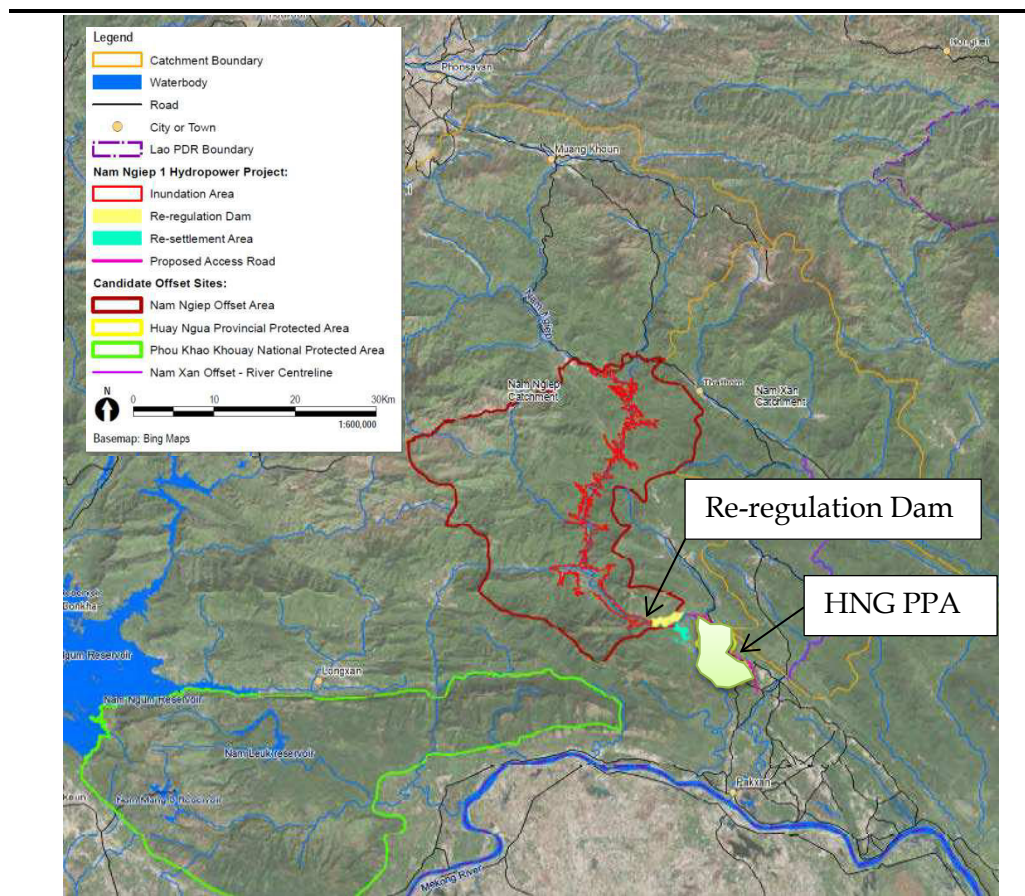 Legend
Catchment Boundary
Waterbody
Road
City or Town
Lao PDR Boundary
Nam Ngiep 1 Hydropower Project:
Inundation Area
Re-regulation Dam
Re-settlement Area
Proposed Access Road
Candidate Offset Sites:
Nam Ngiep Offset Area
Huay Ngua Provincial Protected Area
Phou Khao Khouay National Protected Area
Nam Xan Offset - River Centreline
N
0 10 20 30Km
1:600,000
Basemap: Bing Maps
Phonsavan
Muang Khoun
Nam Ngiep
Nam Ngiep
Catchment
Thathom
Nam Xan
Catchment
Re-regulation Dam
HNG PPA
Reservoir
Longxan
Nam Ngum Reservoir
Nam Leuk reservoir
Pakxan
Mekong River